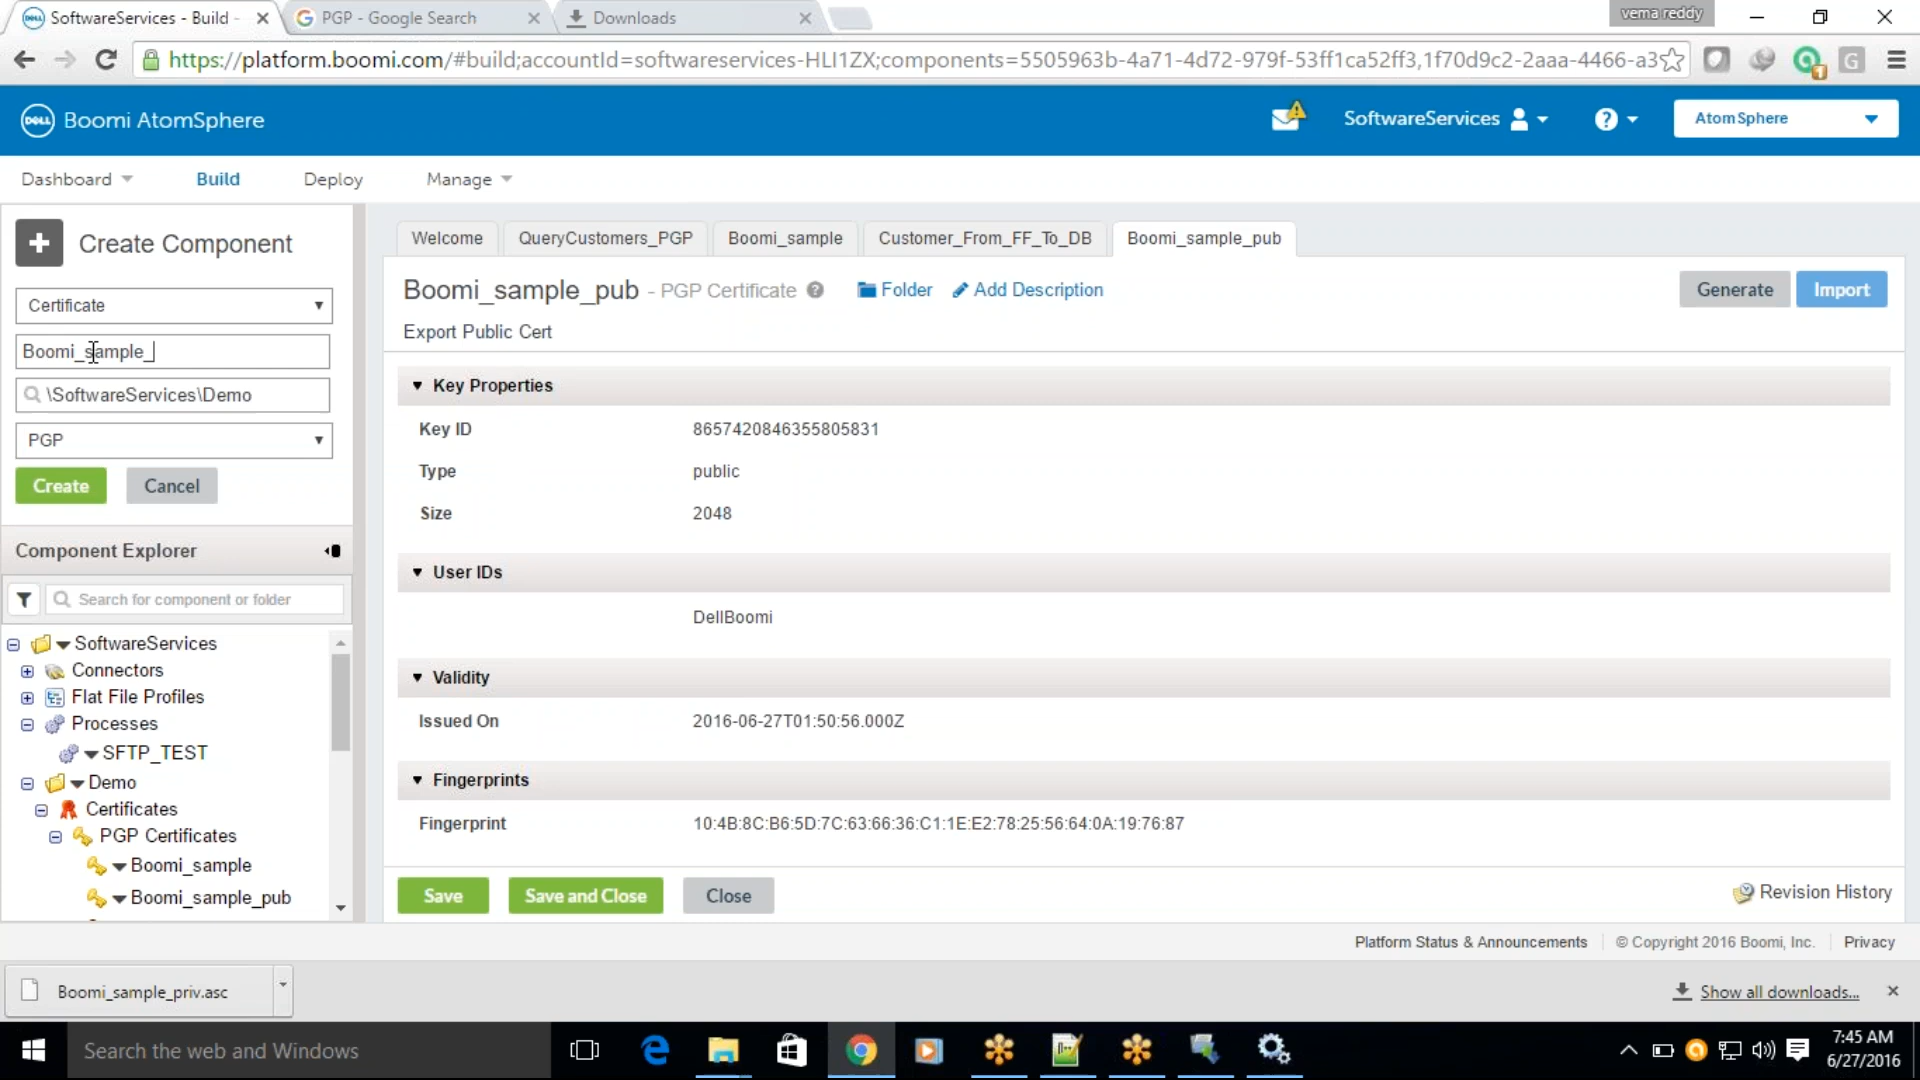 SoftwareServices - Build -
PGP - Google Search
Downloads
vema reddy
https://platform.boomi.com/#build;accountId=softwareservices-HLI1ZX;components=5505963b-4a71-4d72-979f-53ff1ca52ff3,1f70d9c2-2aaa-4466-a3
DELL Boomi AtomSphere
SoftwareServices
AtomSphere
Dashboard
Build
Deploy
Manage
Create Component
Certificate
Boomi_sample_
\SoftwareServices\Demo
PGP
Create
Cancel
Component Explorer
Search for component or folder
SoftwareServices
Connectors
Flat File Profiles
Processes
SFTP_TEST
Demo
Certificates
PGP Certificates
Boomi_sample
Boomi_sample_pub
Welcome
QueryCustomers_PGP
Boomi_sample
Customer_From_FF_To_DB
Boomi_sample_pub
Boomi_sample_pub - PGP Certificate
Folder
Add Description
Generate
Import
Export Public Cert
Key Properties
Key ID 8657420846355805831
Type public
Size 2048
User IDs
DellBoomi
Validity
Issued On 2016-06-27T01:50:56.000Z
Fingerprints
Fingerprint 10:4B:8C:B6:5D:7C:63:66:36:C1:1E:E2:78:25:56:64:0A:19:76:87
Save
Save and Close
Close
Revision History
Platform Status & Announcements
© Copyright 2016 Boomi, Inc.
Privacy
Boomi_sample_priv.asc
Show all downloads...
Search the web and Windows
7:45 AM
6/27/2016